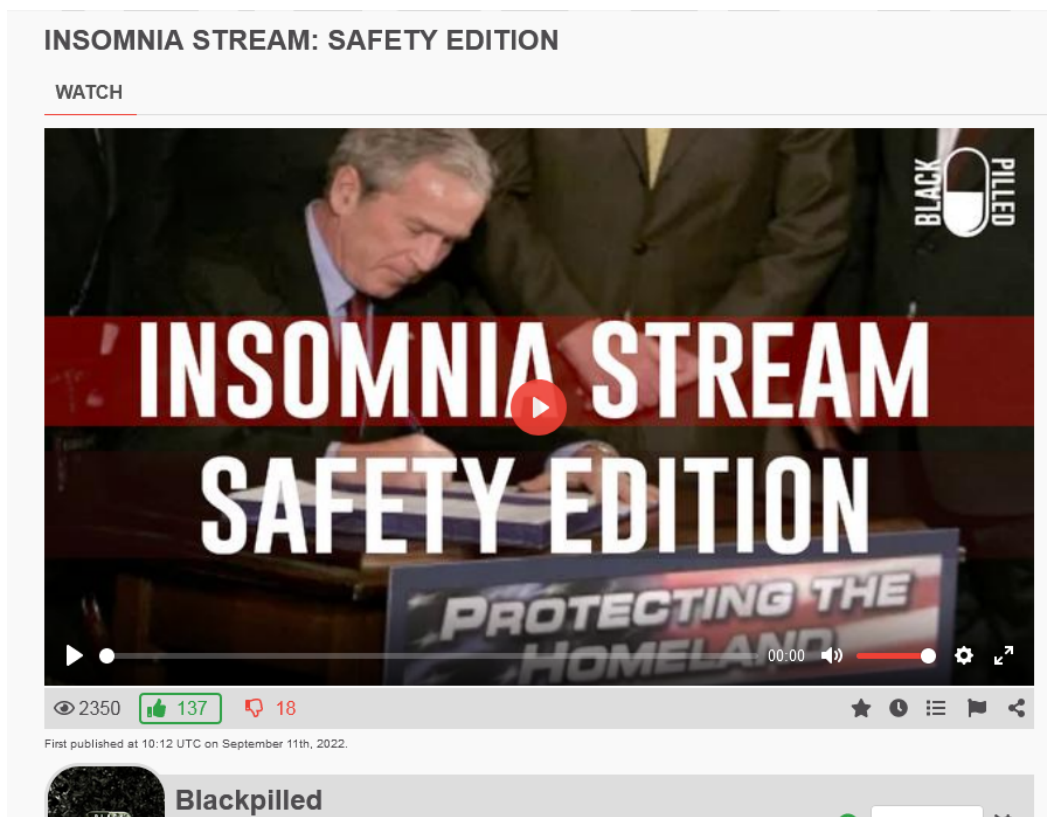 INSOMNIA STREAM: SAFETY EDITION
WATCH
BLACK
PILLED
INSOMNIA STREAM
SAFETY EDITION
PROTECTING THE
HOMELAND
00:00
2350
137
18
First published at 10:12 UTC on September 11th, 2022.
Blackpilled